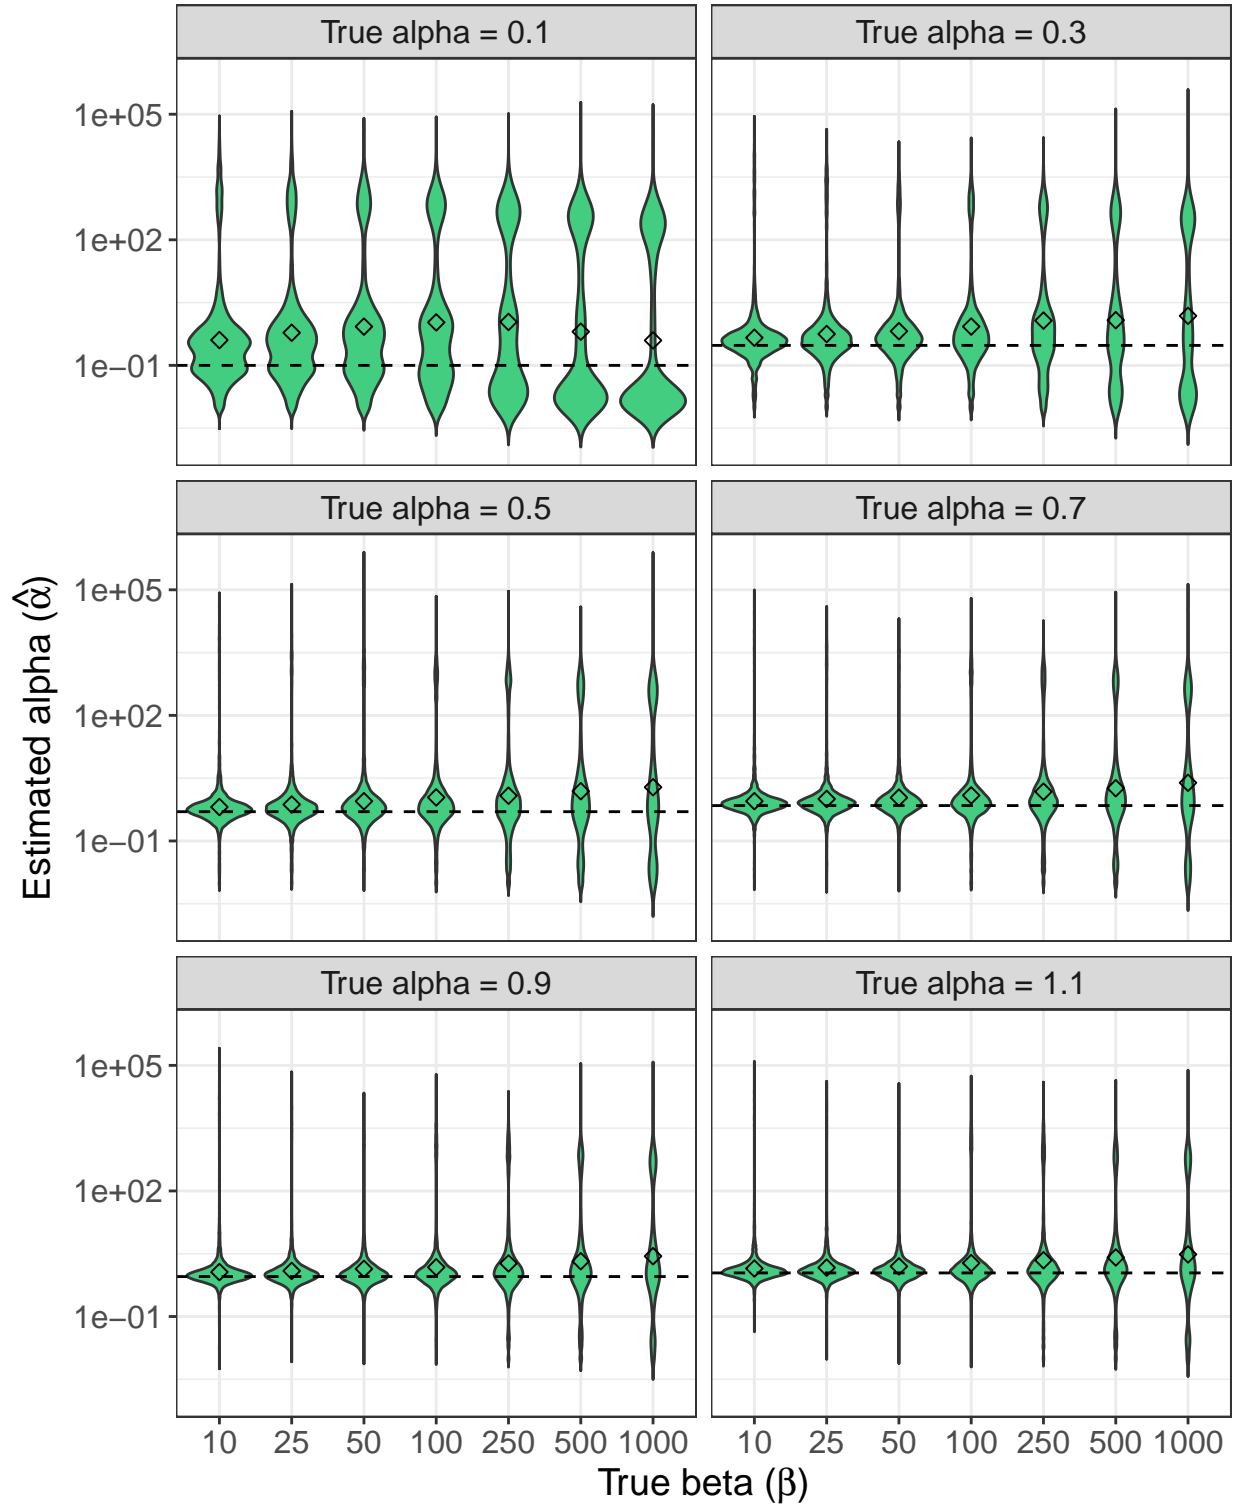 True alpha = 0.1
True alpha = 0.3
1e+05
1e+02
1e−01
True alpha = 0.5
True alpha = 0.7
1e+05
1e+02
1e−01
Estimated alpha (α̂)
True alpha = 0.9
True alpha = 1.1
1e+05
1e+02
1e−01
10 25 50 100 250 500 1000
10 25 50 100 250 500 1000
True beta (β)